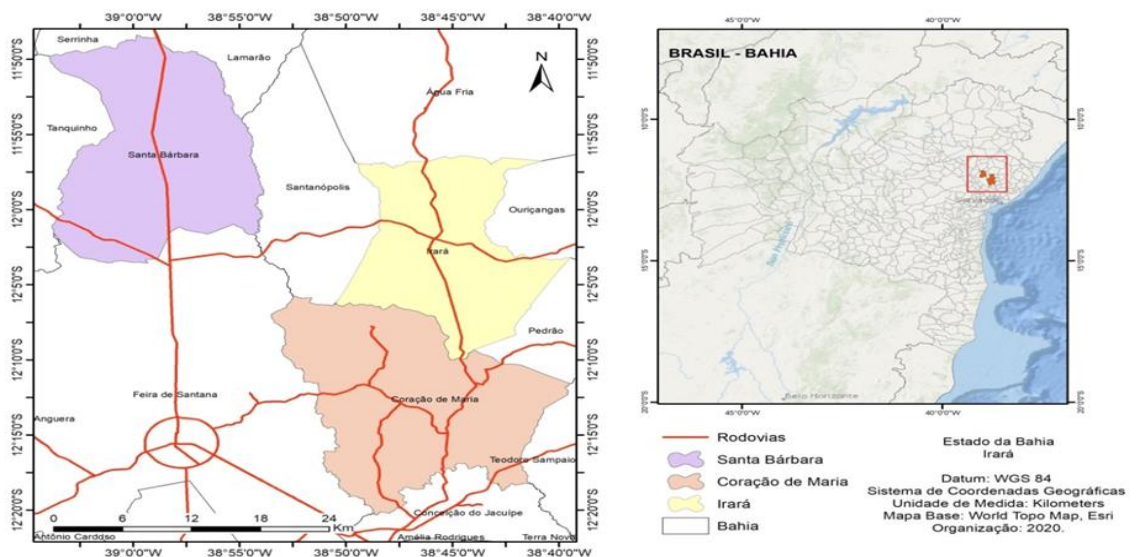 39°0'0"W
38°55'0"W
38°50'0"W
38°45'0"W
38°40'0"W
11°50'0"S
11°55'0"S
12°0'0"S
12°5'0"S
12°10'0"S
12°15'0"S
12°20'0"S
Serrinha
Lamarão
N
Água Fria
Tanquinho
Santa Bárbara
Santanópolis
Ouriçangas
Irará
Pedrão
Feira de Santana
Coração de Maria
Anguera
Teodoro Sampaio
Conceição do Jacuípe
0 6 12 18 24
Km
Antônio Cardoso
Amélia Rodrigues
Terra Nova
11°50'0"S
11°55'0"S
12°0'0"S
12°5'0"S
12°10'0"S
12°15'0"S
12°20'0"S
39°0'0"W
38°55'0"W
38°50'0"W
38°45'0"W
38°40'0"W
45°0'0"W
40°0'0"W
BRASIL - BAHIA
10°0'0"S
15°0'0"S
20°0'0"S
São Francisco
Salvador
Belo Horizonte
10°0'0"S
15°0'0"S
20°0'0"S
45°0'0"W
40°0'0"W
Rodovias
Santa Bárbara
Coração de Maria
Irará
Bahia
Estado da Bahia
Irará
Datum: WGS 84
Sistema de Coordenadas Geográficas
Unidade de Medida: Kilometers
Mapa Base: World Topo Map, Esri
Organização: 2020.